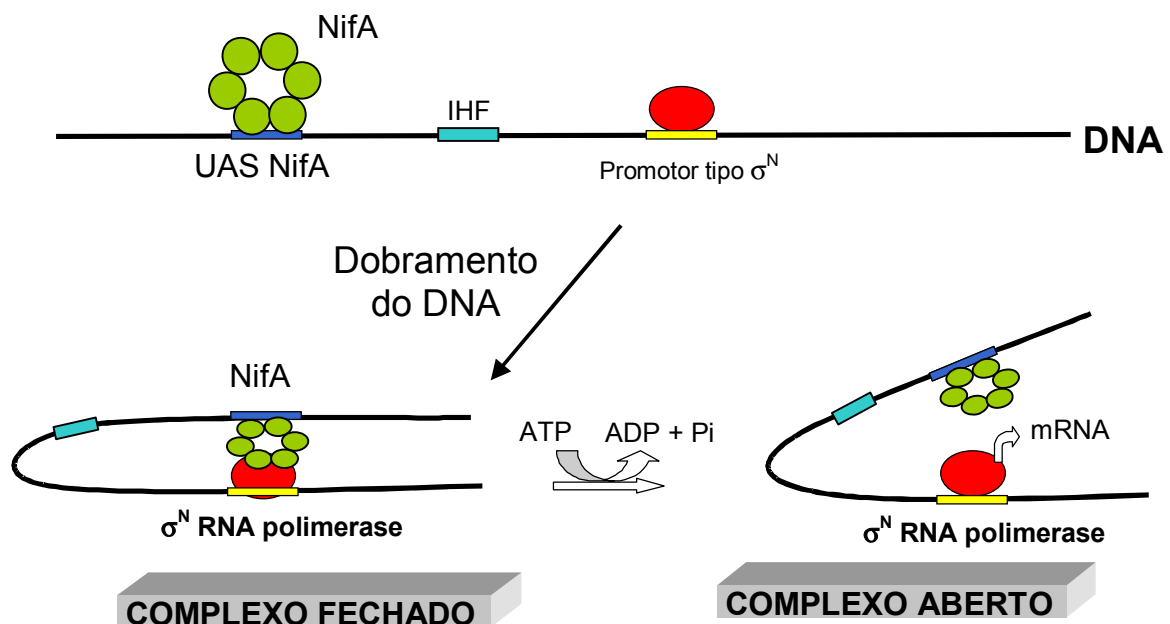 NifA
IHF
DNA
UAS NifA
Promotor tipo σᴺ
Dobramento
do DNA
NifA
ATP
ADP + Pi
mRNA
σᴺ RNA polimerase
σᴺ RNA polimerase
COMPLEXO FECHADO
COMPLEXO ABERTO